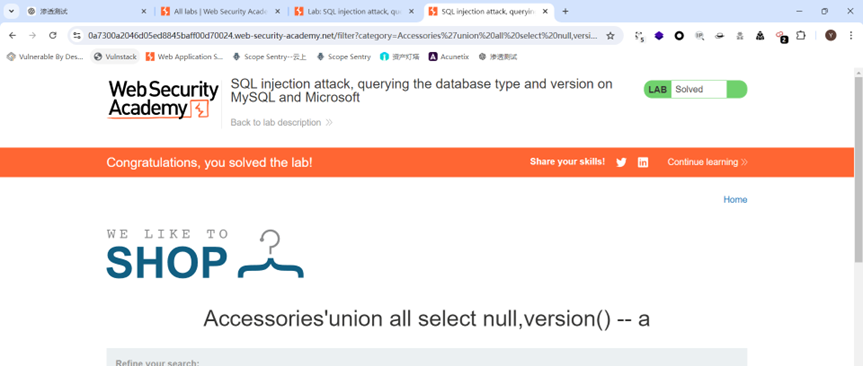 渗透测试
All labs | Web Security Acade
Lab: SQL injection attack, que
SQL injection attack, queryin
0a7300a2046d05ed8845baff00d70024.web-security-academy.net/filter?category=Accessories%27union%20all%20select%20null,versi...
Vulnerable By Des...
Vulnstack
Web Application S...
Scope Sentry--云上
Scope Sentry
资产灯塔
Acunetix
渗透测试
WebSecurity
Academy
SQL injection attack, querying the database type and version on
MySQL and Microsoft
LAB
Solved
Back to lab description
Congratulations, you solved the lab!
Share your skills!
Continue learning
Home
WE LIKE TO
SHOP
Accessories'union all select null,version() -- a
Refine your search: